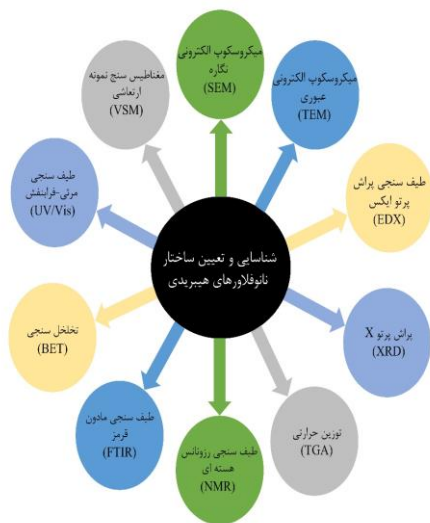 میکروسکوپ الکترونی
نگاره
(SEM)
میکروسکوپ الکترونی
عبوری
(TEM)
طیف سنجی پراش
پرتو ایکس
(EDX)
پراش پرتو X
(XRD)
توزین حرارتی
(TGA)
طیف سنجی رزونانس
هسته ای
(NMR)
طیف سنجی مادون
قرمز
(FTIR)
تخلخل سنجی
(BET)
طیف سنجی
مرئی-فرابنفش
(UV/Vis)
مغناطیس سنج نمونه
ارتعاشی
(VSM)
شناسایی و تعیین ساختار
نانوفلاورهای هیبریدی